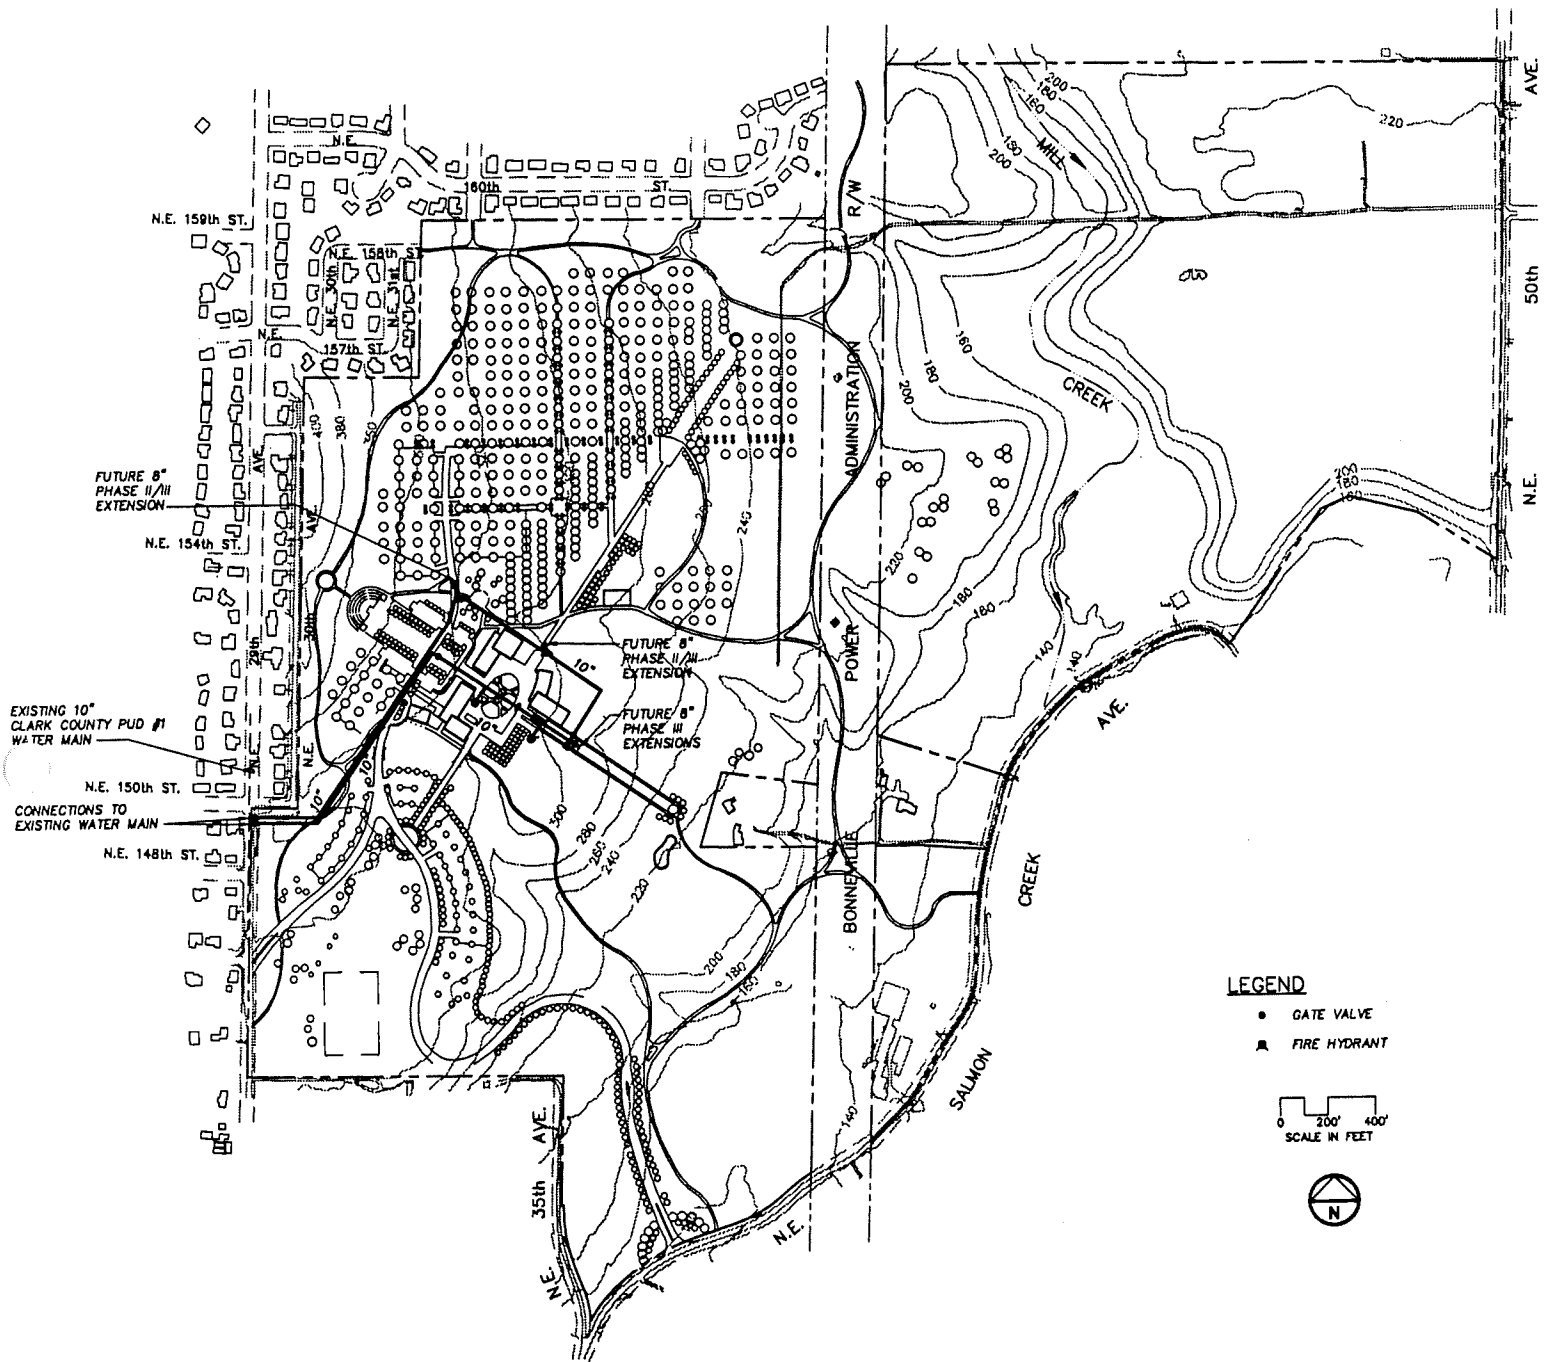 200
180
160
MILL
180
200
220
AVE.
50th
N.E.
N.E.
160th ST.
R/W
N.E. 159th ST.
N.E. 158th ST.
N.E. 30th
N.E. 31st
N.E.
157th ST.
400
380
360
160
180
200
CREEK
ADMINISTRATION
AVE.
FUTURE 8"
PHASE II/III
EXTENSION
AVE.
N.E. 154th ST.
260
240
220
200
180
160
180
180
30th
29th
POWER
140
140
FUTURE 8"
PHASE II/III
EXTENSION
10"
AVE.
EXISTING 10"
CLARK COUNTY PUD #1
WATER MAIN
N.E.
N.E.
10"
FUTURE 8"
PHASE III
EXTENSIONS
10"
N.E. 150th ST.
10"
CONNECTIONS TO
EXISTING WATER MAIN
300
280
260
240
220
N.E. 148th ST.
BONNEVILLE
CREEK
200
180
160
LEGEND
GATE VALVE
FIRE HYDRANT
SALMON
140
0 200' 400'
SCALE IN FEET
35th AVE.
N.E.
N.E.
N